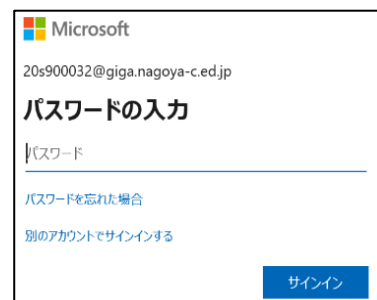 Microsoft
20s900032@giga.nagoya-c.ed.jp
パスワードの入力
パスワード
パスワードを忘れた場合
別のアカウントでサインインする
サインイン